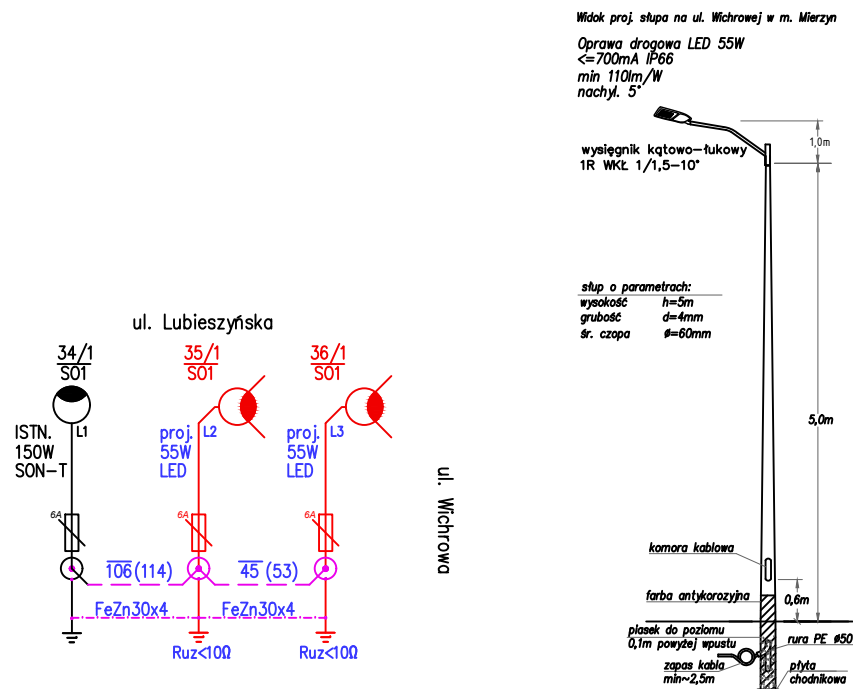 Widok proj. słupa na ul. Wichrowej w m. Mierzyn
Oprawa drogowa LED 55W
<=700mA IP66
min 110lm/W
nachyl. 5°
1,0m
wysięgnik kątowo-łukowy
1R WKŁ 1/1,5-10°
słup o parametrach:
wysokość h=5m
grubość d=4mm
śr. czopa ø=60mm
5,0m
komora kablowa
0,6m
farba antykorozyjna
piasek do poziomu
0,1m powyżej wpustu
rura PE ø50
zapas kabla
min~2,5m
płyta
chodnikowa
ul. Lubieszyńska
34/1
S01
35/1
S01
36/1
S01
L1
ISTN.
150W
SON-T
proj. L2
55W
LED
proj. L3
55W
LED
6A
6A
6A
106(114)
45(53)
FeZn30x4
FeZn30x4
Ruz<10Ω
Ruz<10Ω
ul. Wichrowa